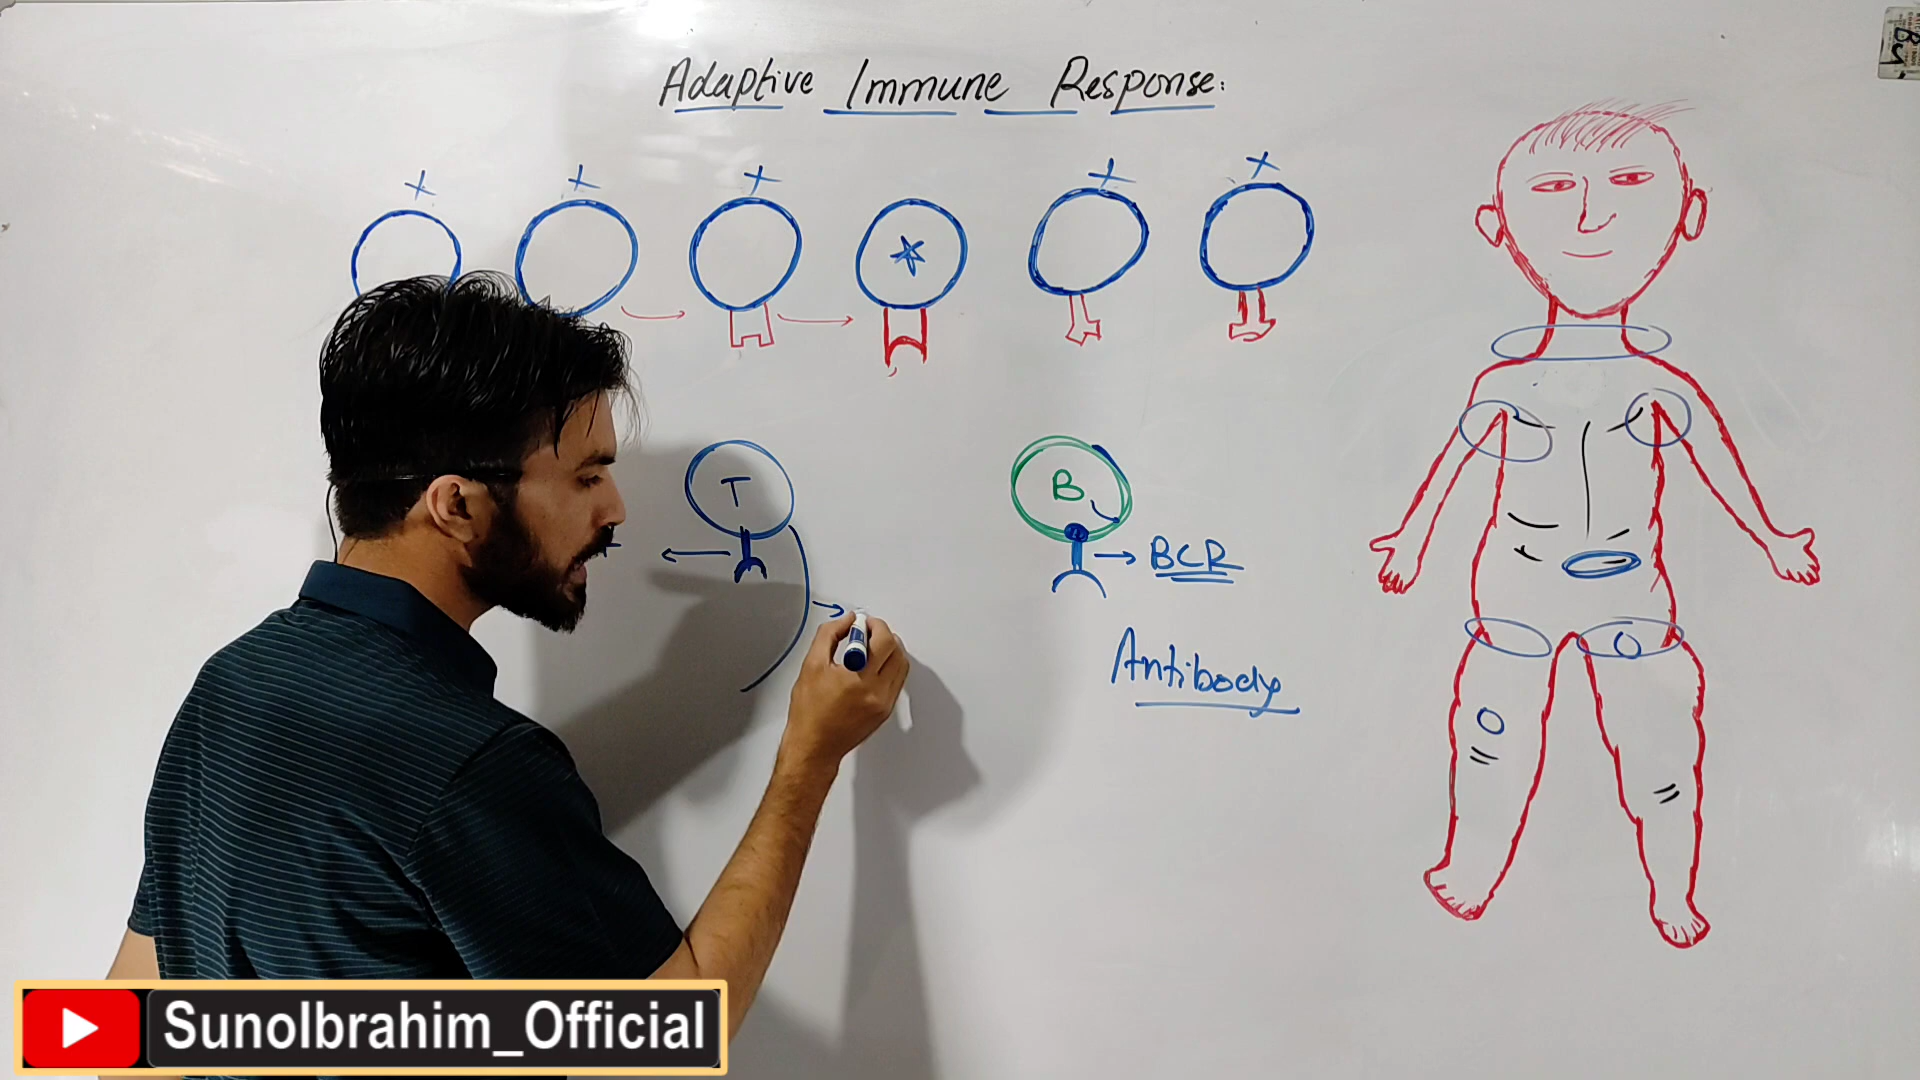 Adaptive Immune Response:
T
B
BCR
Antibody
SunoIbrahim_Official